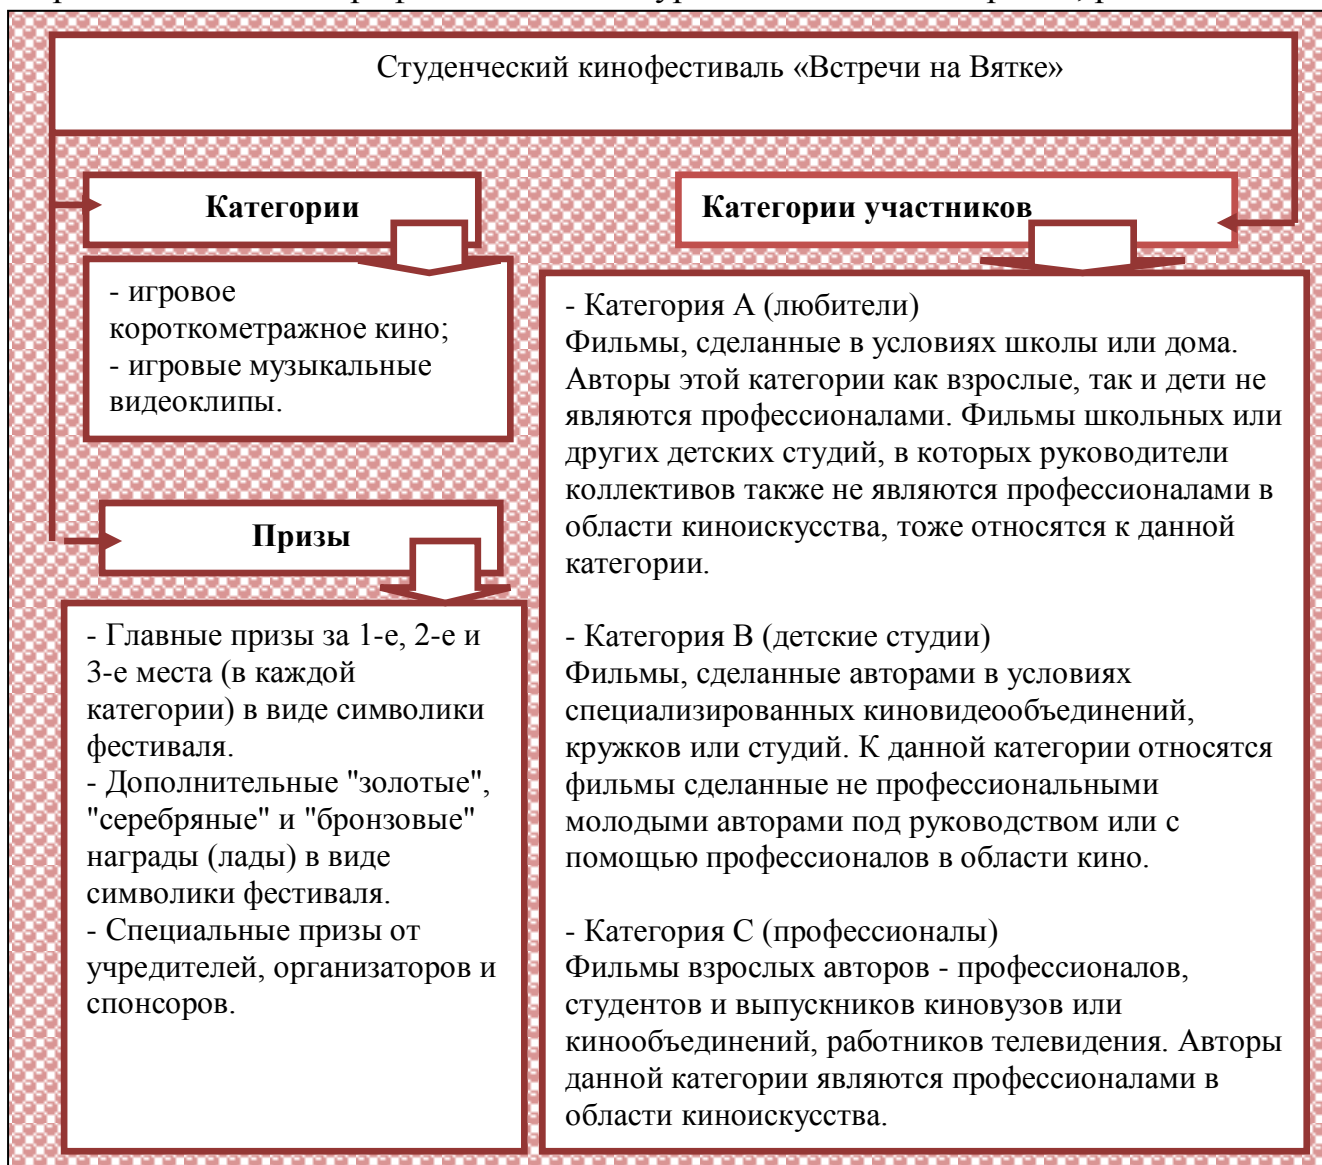 Студенческий кинофестиваль «Встречи на Вятке»
Категории
- игровое
короткометражное кино;
- игровые музыкальные
видеоклипы.
Призы
- Главные призы за 1-е, 2-е и
3-е места (в каждой
категории) в виде символики
фестиваля.
- Дополнительные "золотые",
"серебряные" и "бронзовые"
награды (лады) в виде
символики фестиваля.
- Специальные призы от
учредителей, организаторов и
спонсоров.
Категории участников
- Категория А (любители)
Фильмы, сделанные в условиях школы или дома.
Авторы этой категории как взрослые, так и дети не
являются профессионалами. Фильмы школьных или
других детских студий, в которых руководители
коллективов также не являются профессионалами в
области киноискусства, тоже относятся к данной
категории.
- Категория В (детские студии)
Фильмы, сделанные авторами в условиях
специализированных киновидеообъединений,
кружков или студий. К данной категории относятся
фильмы сделанные не профессиональными
молодыми авторами под руководством или с
помощью профессионалов в области кино.
- Категория С (профессионалы)
Фильмы взрослых авторов - профессионалов,
студентов и выпускников киновузов или
кинообъединений, работников телевидения. Авторы
данной категории являются профессионалами в
области киноискусства.